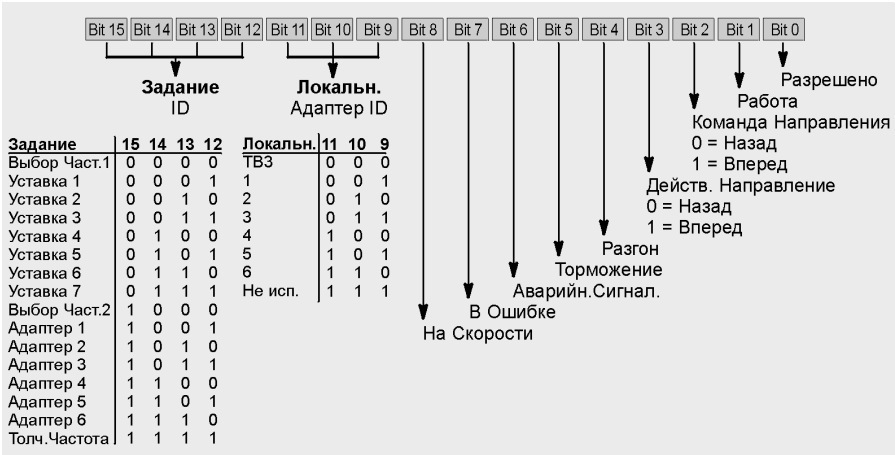 Bit 15 Bit 14 Bit 13 Bit 12 Bit 11 Bit 10 Bit 9 Bit 8 Bit 7 Bit 6 Bit 5 Bit 4 Bit 3 Bit 2 Bit 1 Bit 0
Задание
ID
Локальн.
Адаптер ID
Разрешено
Работа
Команда Направления
0 = Назад
1 = Вперед
Действ. Направление
0 = Назад
1 = Вперед
Разгон
Торможение
Аварийн.Сигнал.
В Ошибке
На Скорости
Задание 15 14 13 12
Выбор Част.1 0 0 0 0
Уставка 1 0 0 0 1
Уставка 2 0 0 1 0
Уставка 3 0 0 1 1
Уставка 4 0 1 0 0
Уставка 5 0 1 0 1
Уставка 6 0 1 1 0
Уставка 7 0 1 1 1
Выбор Част.2 1 0 0 0
Адаптер 1 1 0 0 1
Адаптер 2 1 0 1 0
Адаптер 3 1 0 1 1
Адаптер 4 1 1 0 0
Адаптер 5 1 1 0 1
Адаптер 6 1 1 1 0
Толч.Частота 1 1 1 1
Локальн. 11 10 9
ТВ3 0 0 0
1 0 0 1
2 0 1 0
3 0 1 1
4 1 0 0
5 1 0 1
6 1 1 0
Не исп. 1 1 1